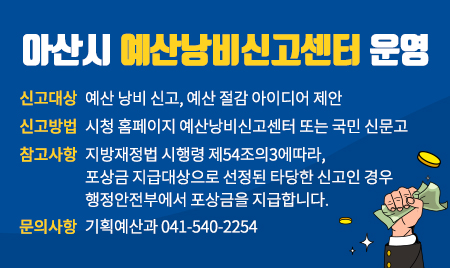 아산시 예산낭비신고센터 운영
신고대상 예산 낭비 신고, 예산 절감 아이디어 제안
신고방법 시청 홈페이지 예산낭비신고센터 또는 국민 신문고
참고사항 지방재정법 시행령 제54조의3에따라,
포상금 지급대상으로 선정된 타당한 신고인 경우
행정안전부에서 포상금을 지급합니다.
문의사항 기획예산과 041-540-2254